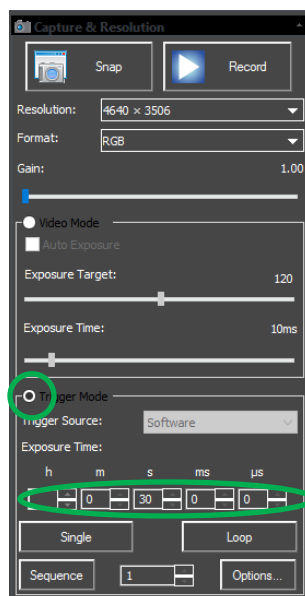 Capture & Resolution
Snap Record
Resolution: 4640 × 3506
Format: RGB
Gain: 1.00
Video Mode
Auto Exposure
Exposure Target: 120
Exposure Time: 10ms
Trigger Mode
Trigger Source: Software
Exposure Time:
h m s ms µs
0 30 0 0
Single Loop
Sequence 1 Options...